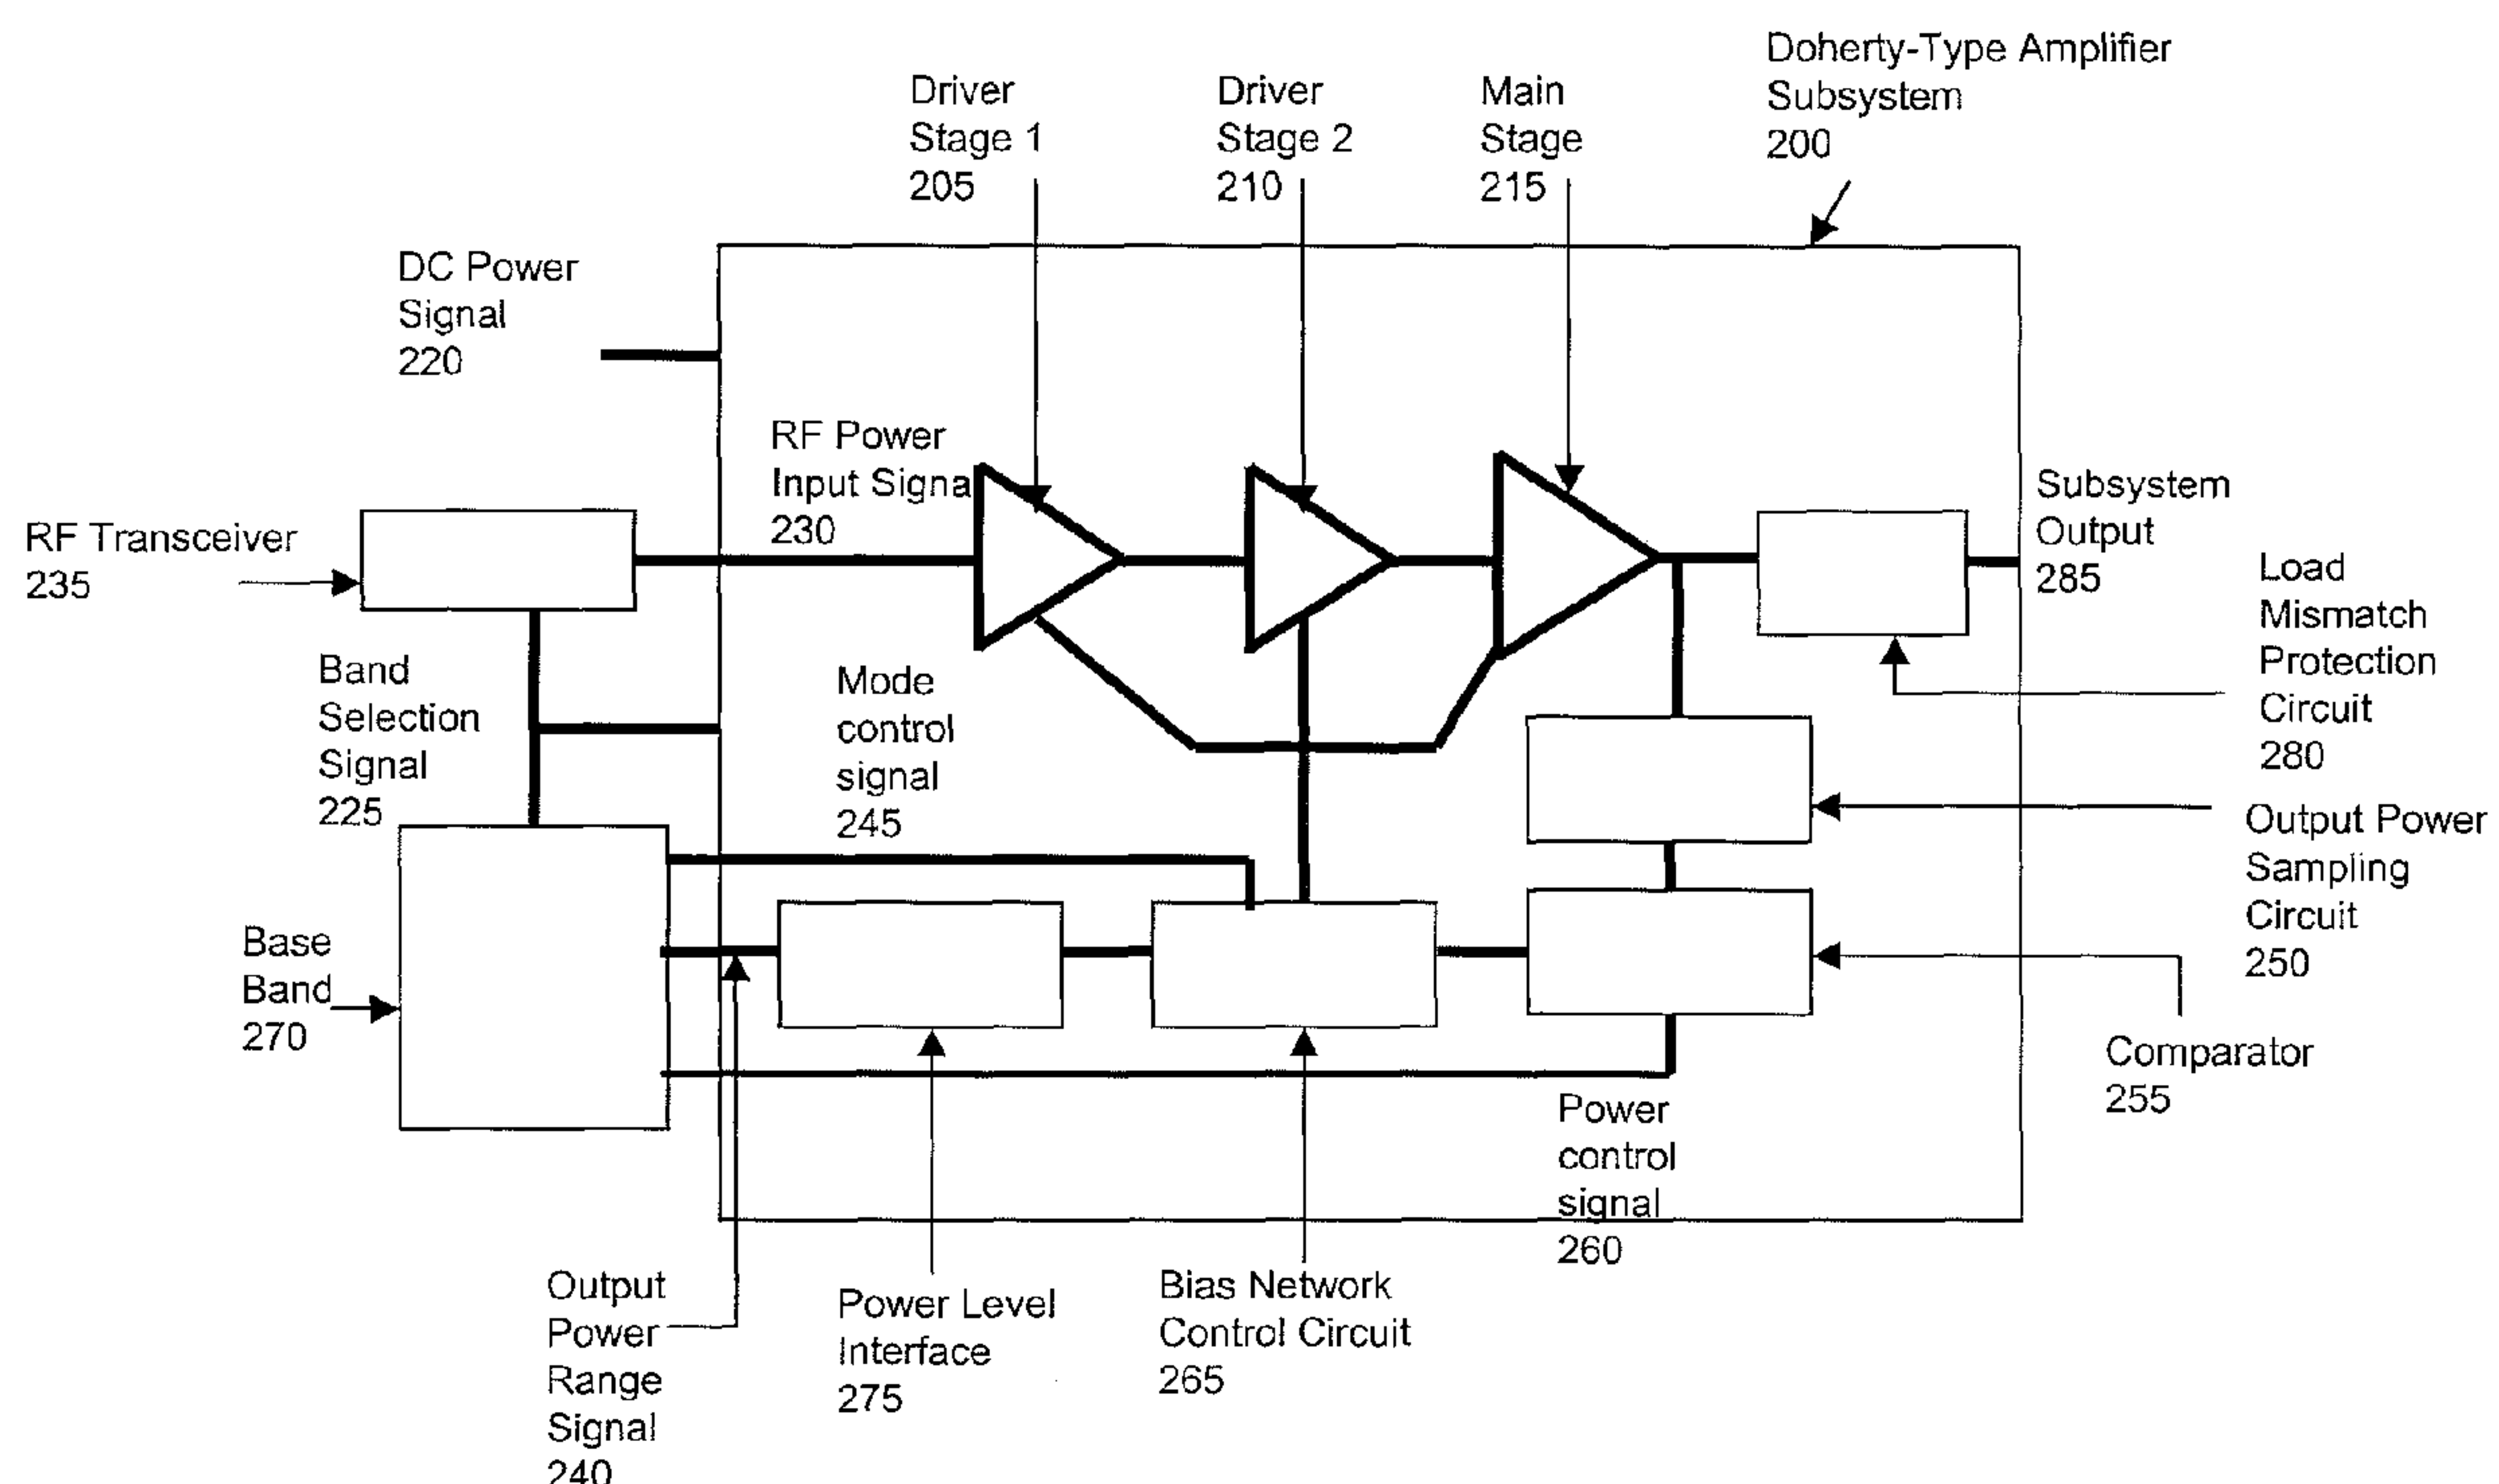 Doherty-Type Amplifier
Subsystem
200
Driver
Stage 1
205
Driver
Stage 2
210
Main
Stage
215
DC Power
Signal
220
RF Power
Input Signal
230
RF Transceiver
235
Subsystem
Output
285
Load
Mismatch
Protection
Circuit
280
Band
Selection
Signal
225
Mode
control
signal
245
Output Power
Sampling
Circuit
250
Base
Band
270
Comparator
255
Power
control
signal
260
Output
Power
Range
Signal
240
Power Level
Interface
275
Bias Network
Control Circuit
265